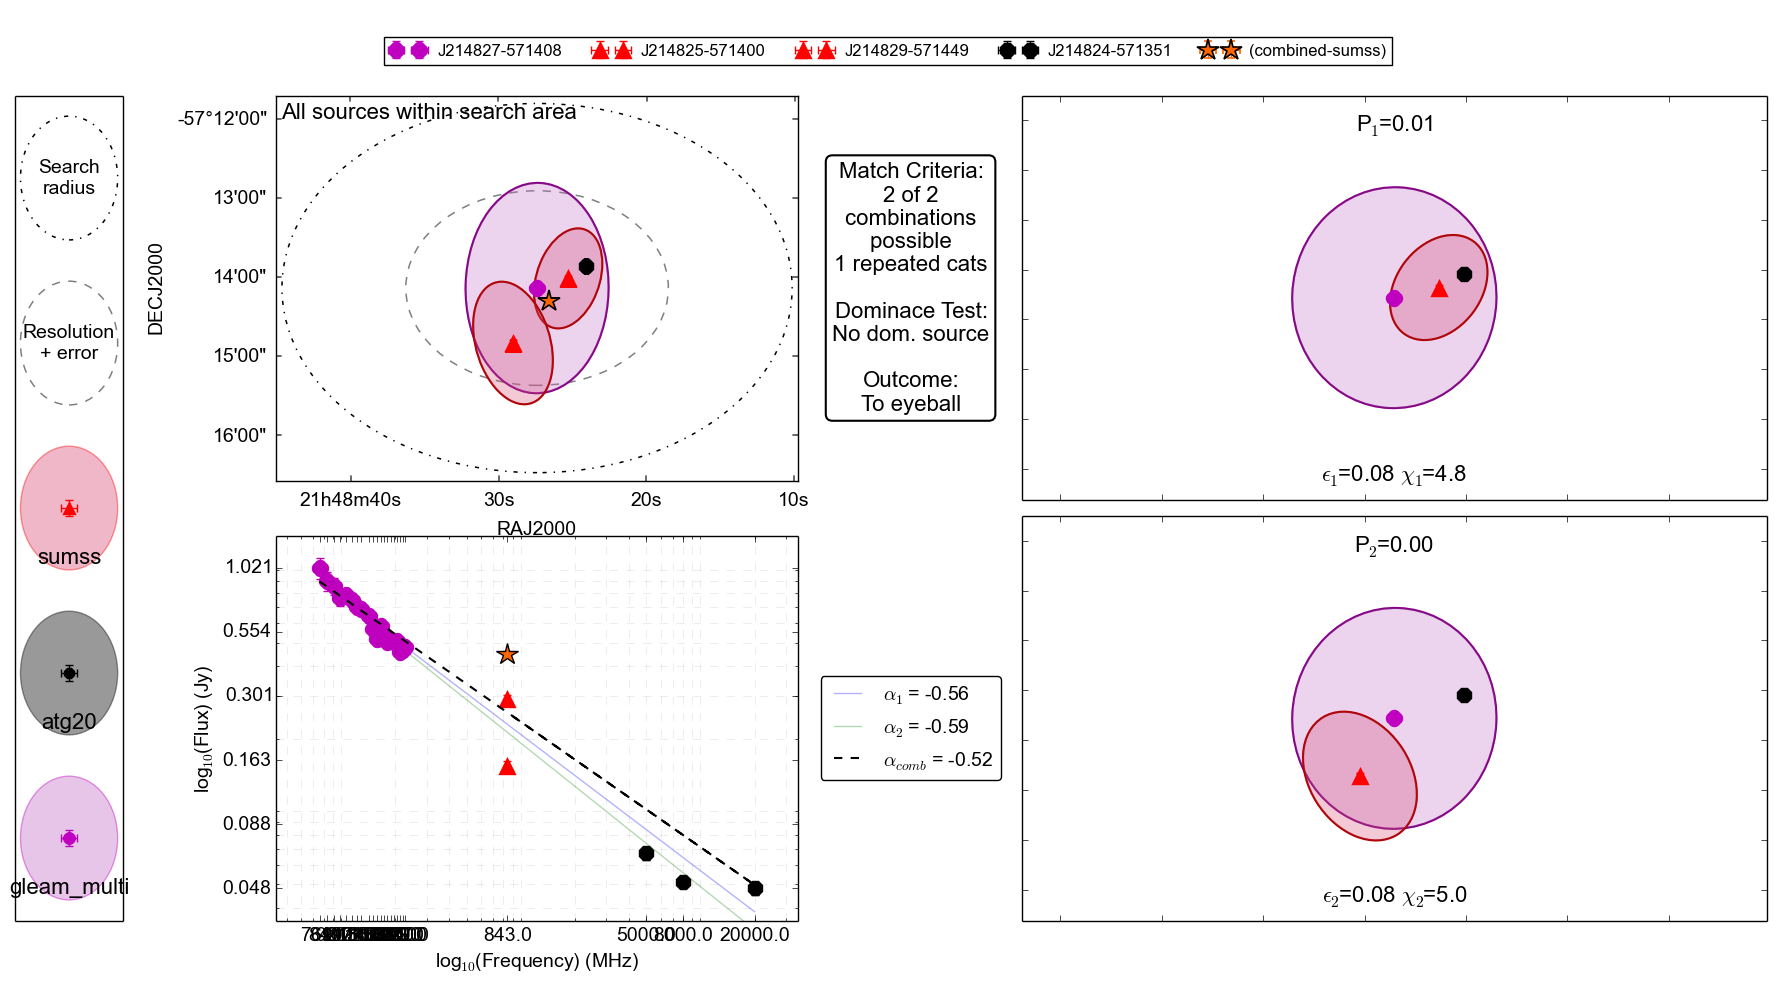 J214827-571408 J214825-571400 J214829-571449 J214824-571351 (combined-sumss)
Search
radius
Resolution
+ error
sumss
atg20
gleam_multi
All sources within search area
DECJ2000
-57°12'00"
13'00"
14'00"
15'00"
16'00"
21h48m40s 30s 20s 10s
RAJ2000
Match Criteria:
2 of 2
combinations
possible
1 repeated cats
Dominace Test:
No dom. source
Outcome:
To eyeball
P1=0.01
ϵ1=0.08 χ1=4.8
log10(Flux) (Jy)
1.021
0.554
0.301
0.163
0.088
0.048
843.0 5000.0 8000.0 20000.0
log10(Frequency) (MHz)
α1 = -0.56
α2 = -0.59
αcomb = -0.52
P2=0.00
ϵ2=0.08 χ2=5.0